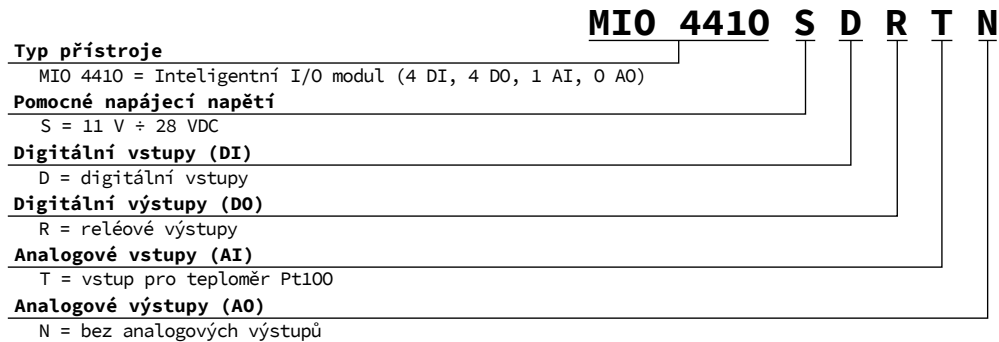 MIO 4410 S D R T N
Typ přístroje
MIO 4410 = Inteligentní I/O modul (4 DI, 4 DO, 1 AI, 0 AO)
Pomocné napájecí napětí
S = 11 V ÷ 28 VDC
Digitální vstupy (DI)
D = digitální vstupy
Digitální výstupy (DO)
R = reléové výstupy
Analogové vstupy (AI)
T = vstup pro teploměr Pt100
Analogové výstupy (AO)
N = bez analogových výstupů